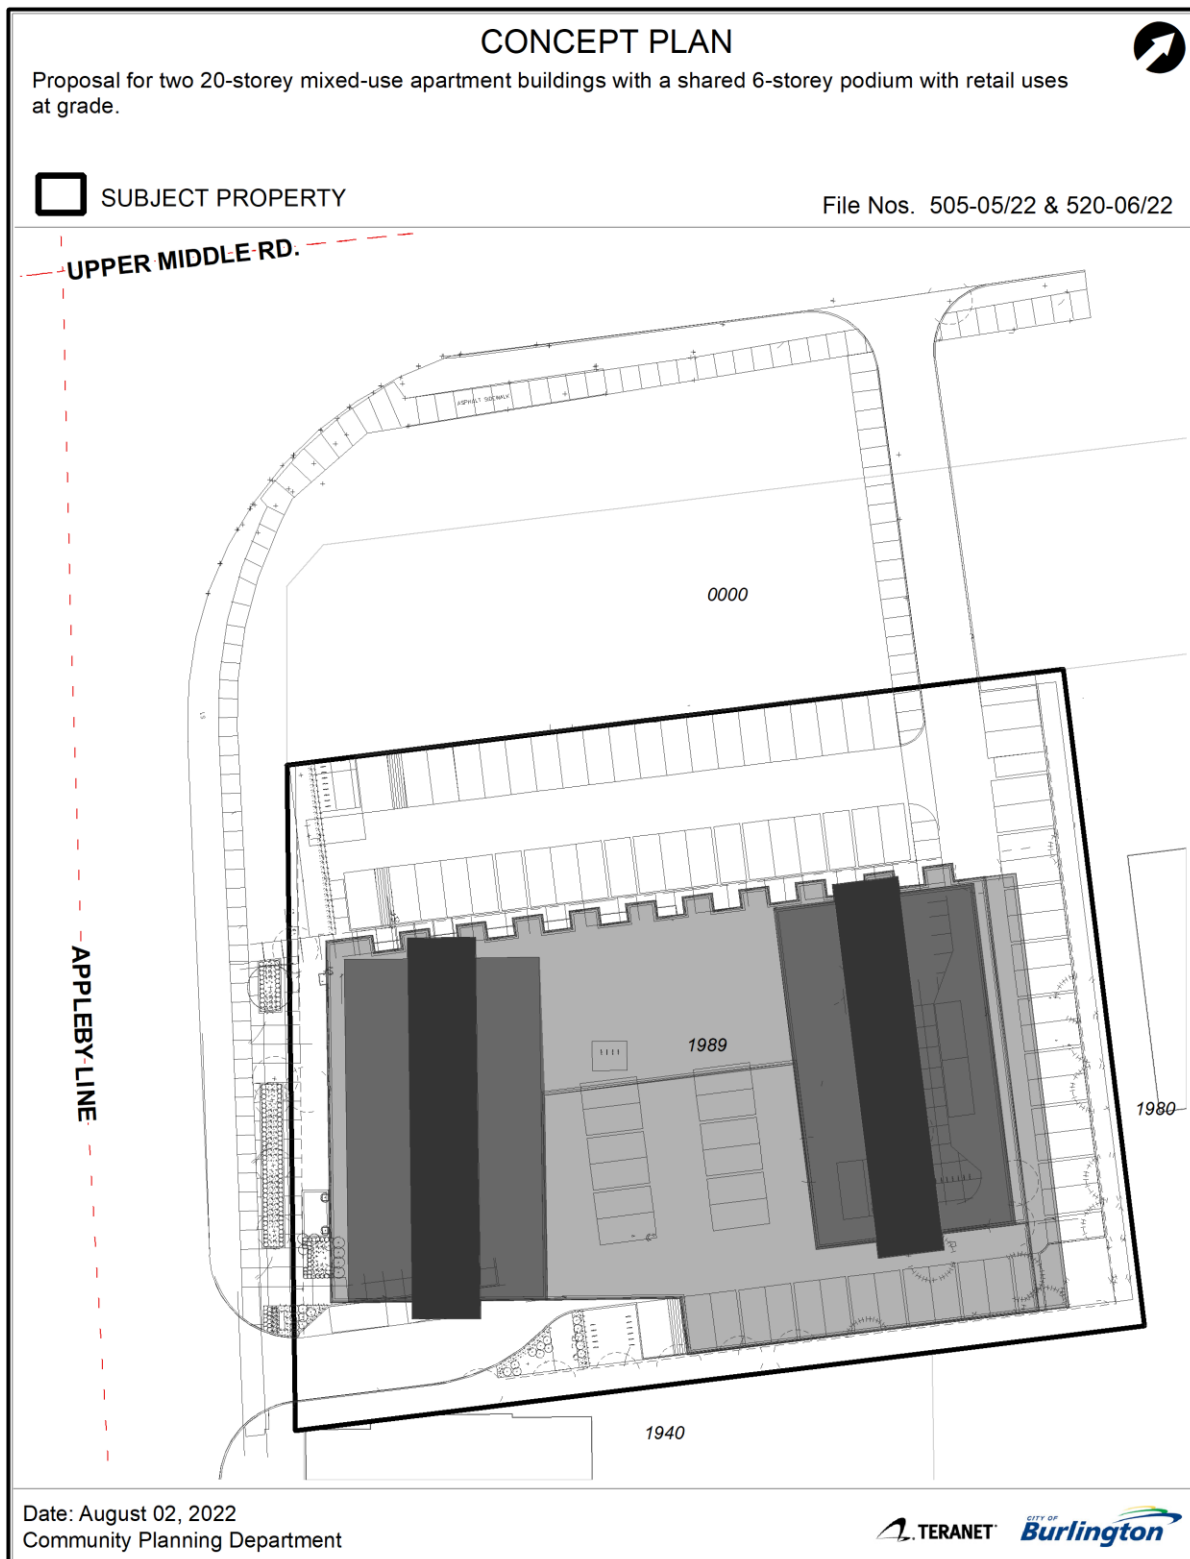 CONCEPT PLAN
Proposal for two 20-storey mixed-use apartment buildings with a shared 6-storey podium with retail uses
at grade.
SUBJECT PROPERTY
File Nos. 505-05/22 & 520-06/22
UPPER MIDDLE RD.
ASPHALT SIDEWALK
0000
APPLEBY LINE
1989
1980
1940
Date: August 02, 2022
Community Planning Department
TERANET
CITY OF
Burlington